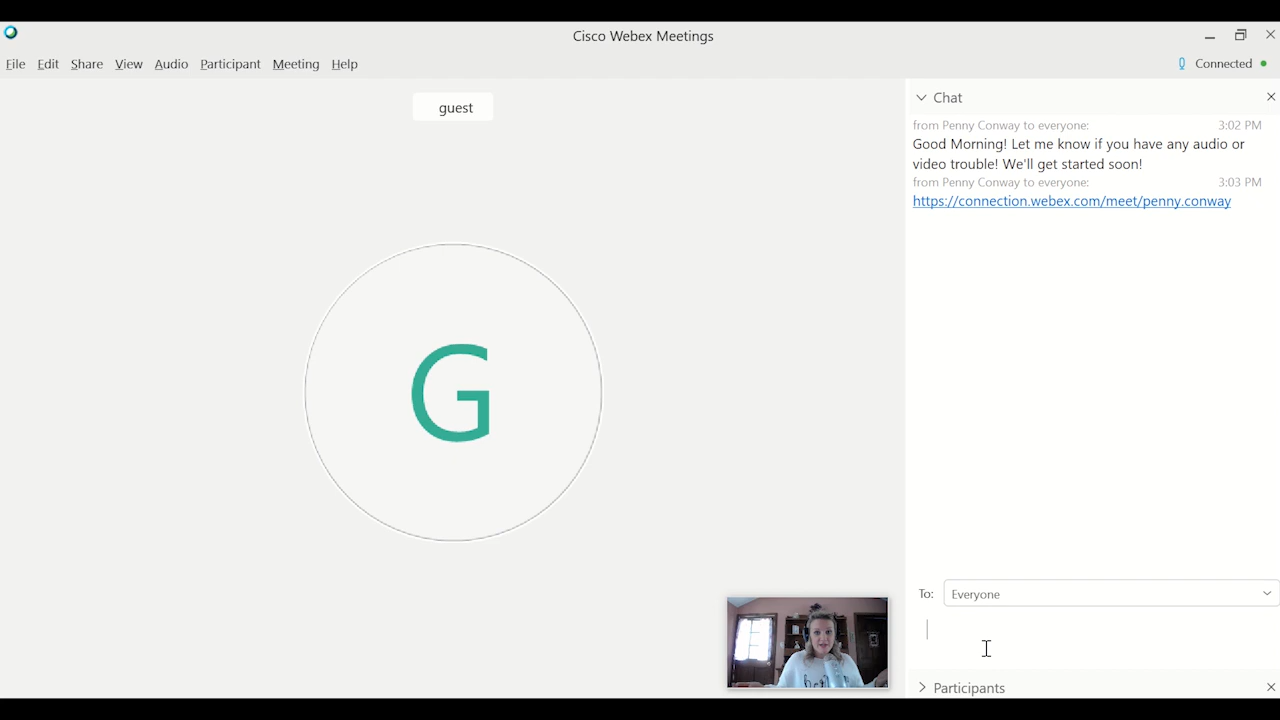 Cisco Webex Meetings
File Edit Share View Audio Participant Meeting Help
Connected
guest
Chat
from Penny Conway to everyone: 3:02 PM
Good Morning! Let me know if you have any audio or
video trouble! We'll get started soon!
from Penny Conway to everyone: 3:03 PM
https://connection.webex.com/meet/penny.conway
G
To: Everyone
Participants